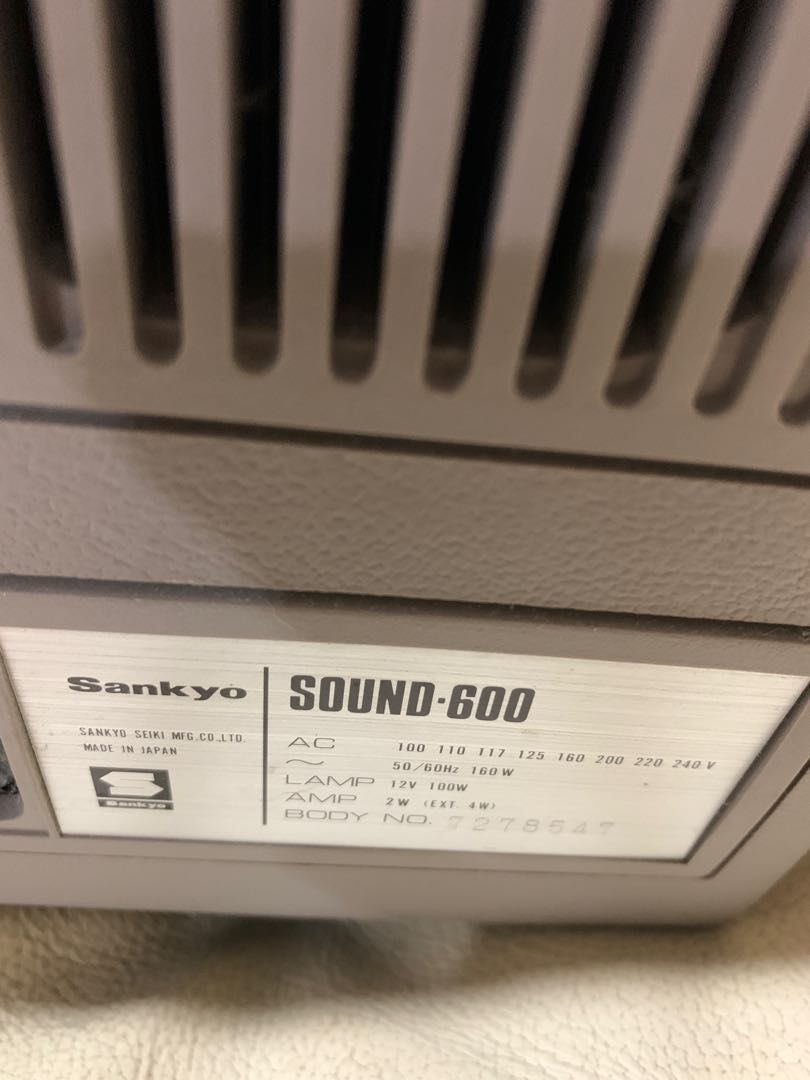 Sankyo
SANKYO SEIKI MFG.CO.,LTD.
MADE IN JAPAN
Sankyo
SOUND-600
AC 100 110 117 125 160 200 220 240 V
~ 50/60Hz 160W
LAMP 12V 100W
AMP 2W (EXT. 4W)
BODY NO. 7278547